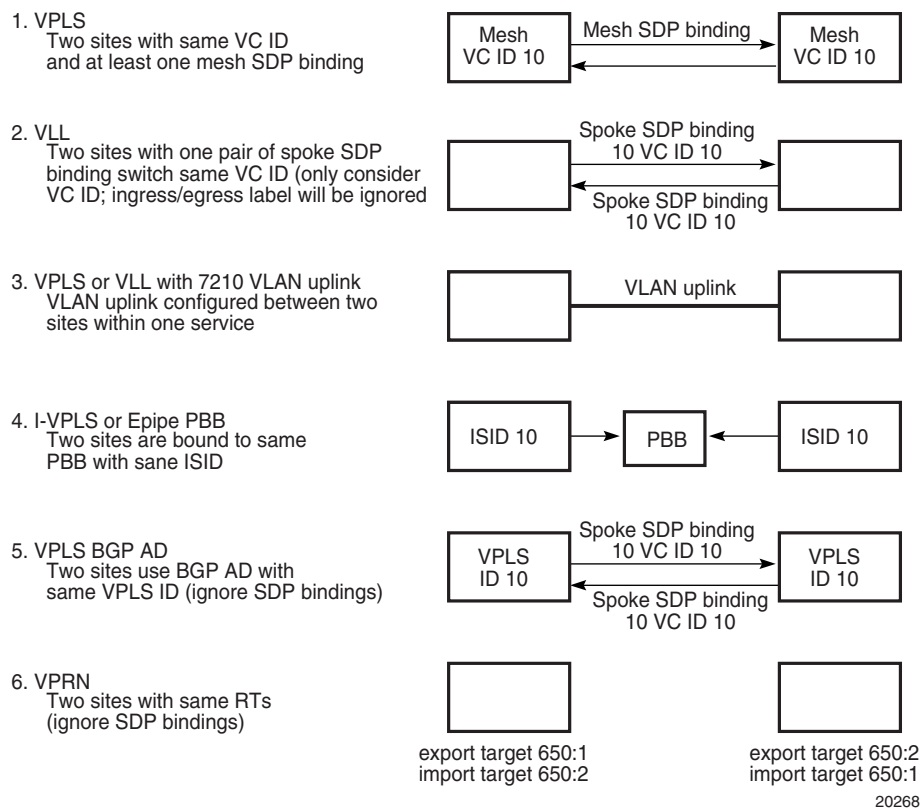 1. VPLS
Two sites with same VC ID
and at least one mesh SDP binding
Mesh
VC ID 10
Mesh SDP binding
Mesh
VC ID 10
2. VLL
Two sites with one pair of spoke SDP
binding switch same VC ID (only consider
VC ID; ingress/egress label will be ignored
Spoke SDP binding
10 VC ID 10
Spoke SDP binding
10 VC ID 10
3. VPLS or VLL with 7210 VLAN uplink
VLAN uplink configured between two
sites within one service
VLAN uplink
4. I-VPLS or Epipe PBB
Two sites are bound to same
PBB with sane ISID
ISID 10
PBB
ISID 10
5. VPLS BGP AD
Two sites use BGP AD with
same VPLS ID (ignore SDP bindings)
VPLS
ID 10
Spoke SDP binding
10 VC ID 10
Spoke SDP binding
10 VC ID 10
VPLS
ID 10
6. VPRN
Two sites with same RTs
(ignore SDP bindings)
export target 650:1
import target 650:2
export target 650:2
import target 650:1
20268